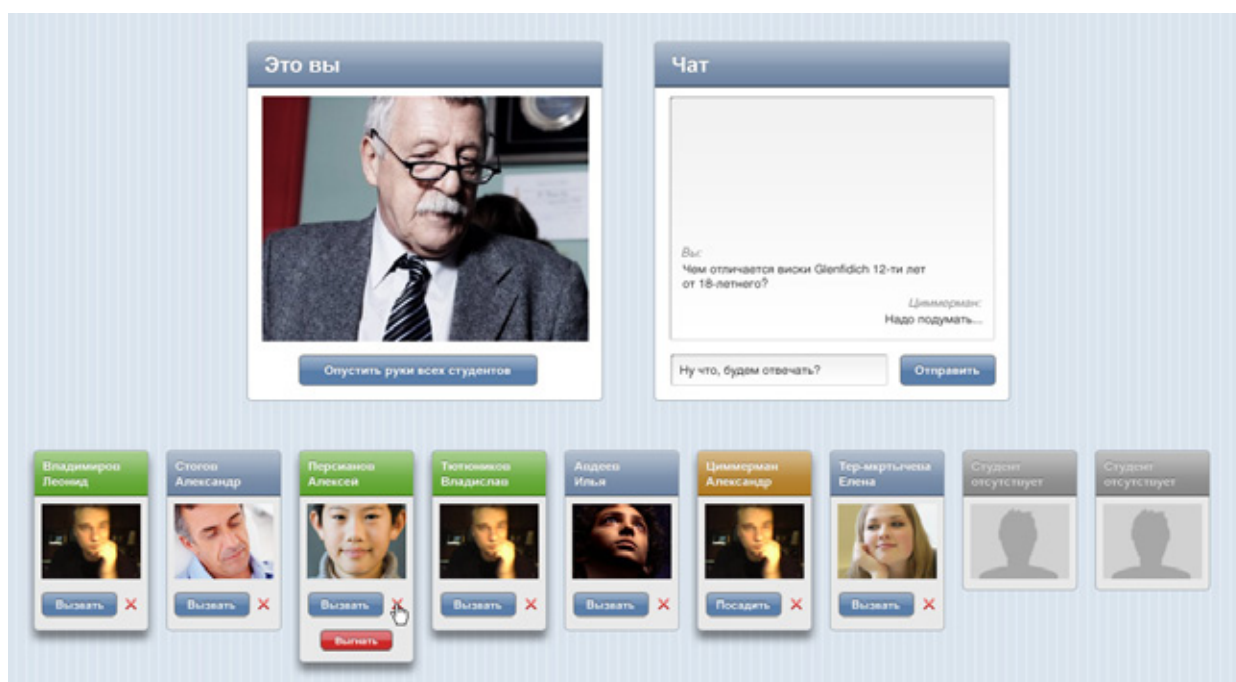 Это вы
Чат
Вы:
Чем отличается виски Glenfidich 12-ти лет
от 18-летнего?
Циммерман:
Надо подумать...
Опустить руки всех студентов
Ну что, будем отвечать?
Отправить
Владимиров
Леонид
Вызвать
Стогов
Александр
Вызвать
Персианов
Алексей
Вызвать
Выгнать
Тютюников
Владислав
Вызвать
Авдеев
Илья
Вызвать
Циммерман
Александр
Посадить
Тер-мкртычева
Елена
Вызвать
Студент
отсутствует
Студент
отсутствует